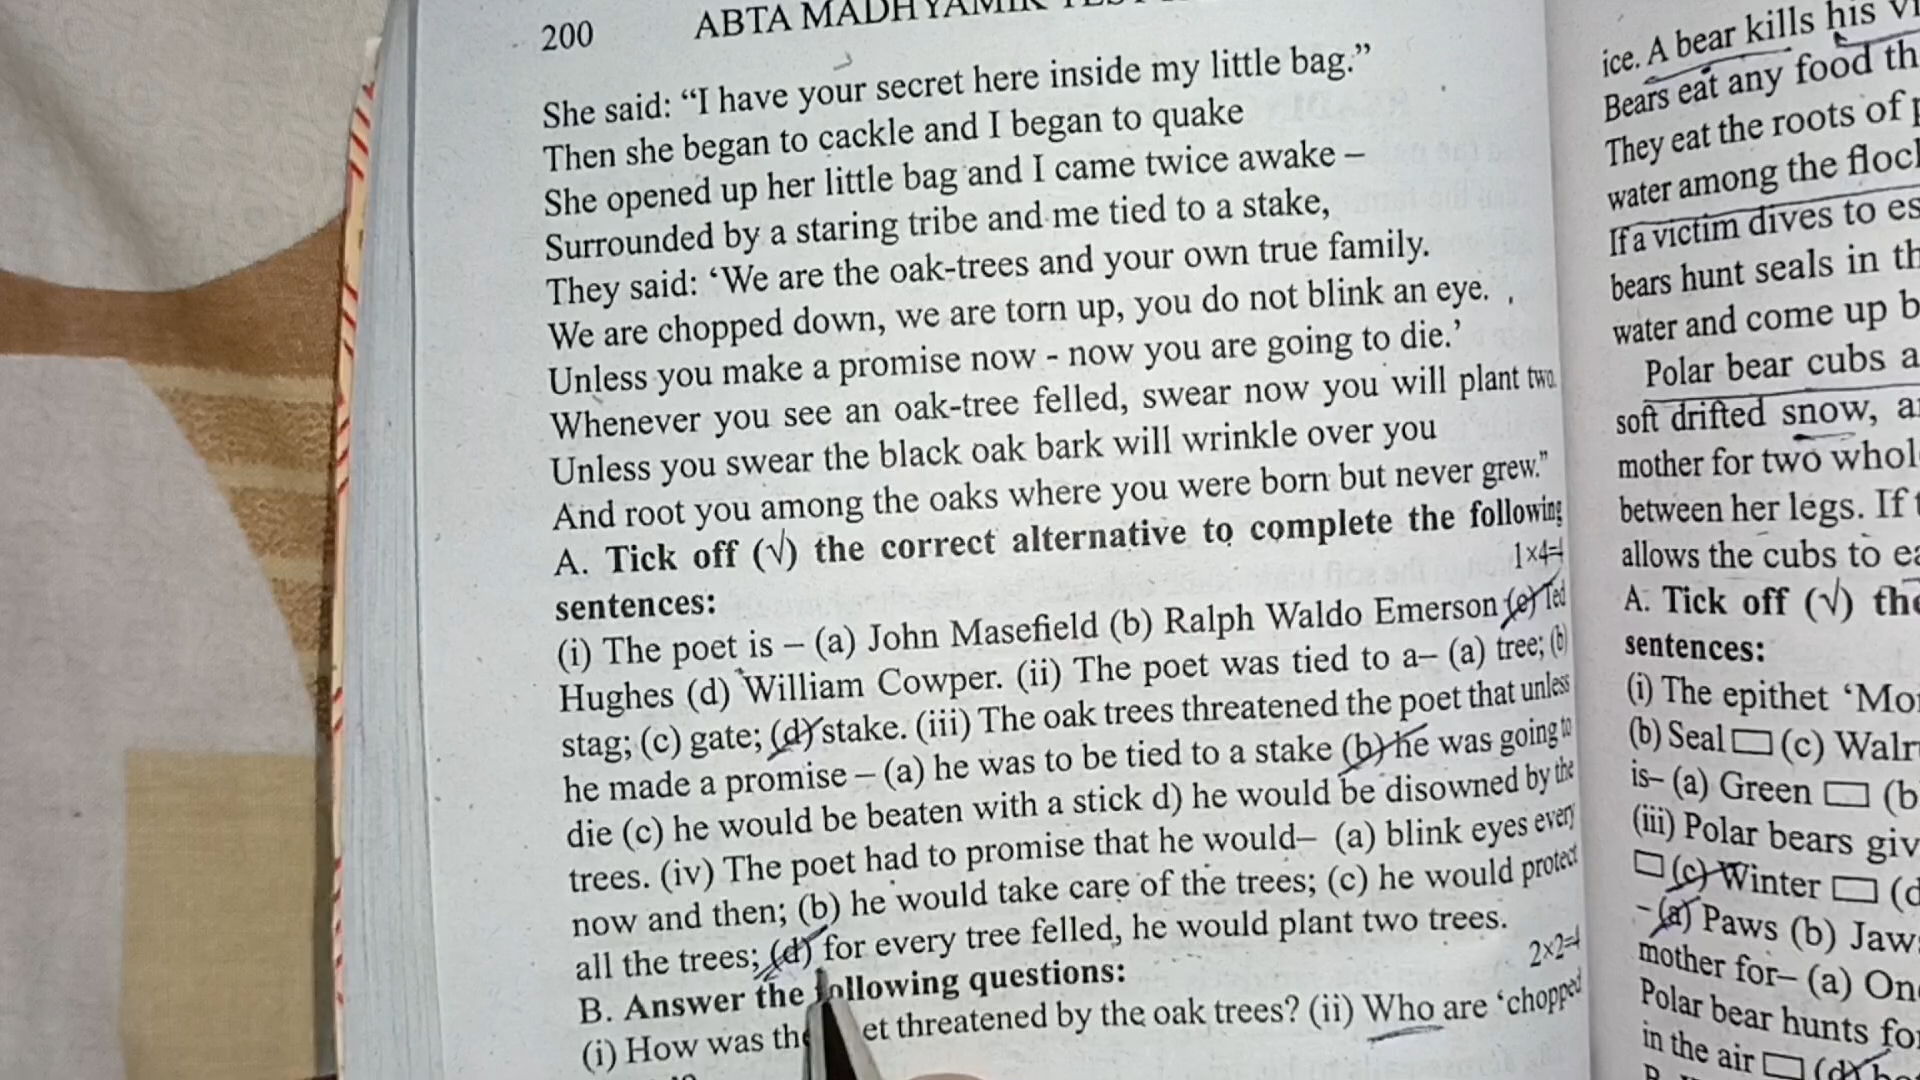 200 ABTA MADHYAMIK
She said: “I have your secret here inside my little bag.”
Then she began to cackle and I began to quake
She opened up her little bag and I came twice awake –
Surrounded by a staring tribe and me tied to a stake,
They said: ‘We are the oak-trees and your own true family.
We are chopped down, we are torn up, you do not blink an eye.
Unless you make a promise now - now you are going to die.’
Whenever you see an oak-tree felled, swear now you will plant two
Unless you swear the black oak bark will wrinkle over you
And root you among the oaks where you were born but never grew.”
A. Tick off (√) the correct alternative to complete the following
sentences: 1×4=4
(i) The poet is – (a) John Masefield (b) Ralph Waldo Emerson (c) Ted
Hughes (d) William Cowper. (ii) The poet was tied to a– (a) tree; (b)
stag; (c) gate; (d) stake. (iii) The oak trees threatened the poet that unless
he made a promise – (a) he was to be tied to a stake (b) he was going to
die (c) he would be beaten with a stick d) he would be disowned by the
trees. (iv) The poet had to promise that he would– (a) blink eyes every
now and then; (b) he would take care of the trees; (c) he would protect
all the trees; (d) for every tree felled, he would plant two trees.
B. Answer the following questions: 2×2=4
(i) How was the et threatened by the oak trees? (ii) Who are ‘chopped
ice. A bear kills his
Bears eat any food
They eat the roots of
water among the
If a victim dives to
bears hunt seals in
water and come up
Polar bear cubs
soft drifted snow,
mother for two
between her legs. If
allows the cubs to
A. Tick off (√) the
sentences:
(i) The epithet
(b) Seal (c)
is– (a) Green (b
(iii) Polar bears
(c) Winter (d
– (a) Paws (b)
mother for– (a)
Polar bear hunts
in the air (d)